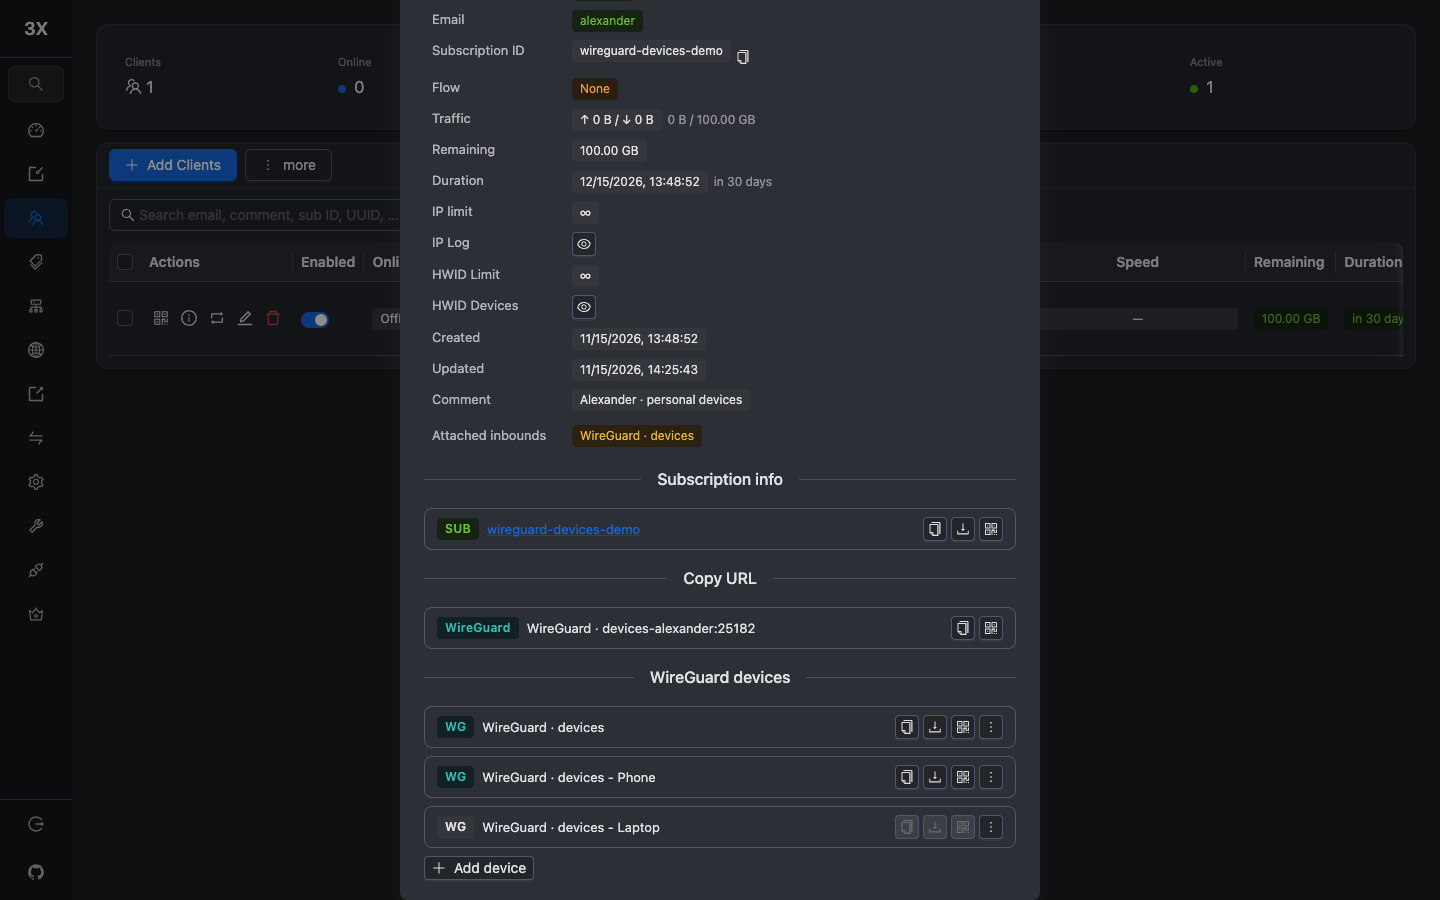 3X
Clients
1
Online
0
Active
1
Add Clients
more
Search email, comment, sub ID, UUID, ...
Actions
Enabled
Onli
Speed
Remaining
Duration
Offl
—
100.00 GB
in 30 day
Email
alexander
Subscription ID
wireguard-devices-demo
Flow
None
Traffic
↑ 0 B / ↓ 0 B
0 B / 100.00 GB
Remaining
100.00 GB
Duration
12/15/2026, 13:48:52
in 30 days
IP limit
∞
IP Log
HWID Limit
∞
HWID Devices
Created
11/15/2026, 13:48:52
Updated
11/15/2026, 14:25:43
Comment
Alexander · personal devices
Attached inbounds
WireGuard · devices
Subscription info
SUB
wireguard-devices-demo
Copy URL
WireGuard
WireGuard · devices-alexander:25182
WireGuard devices
WG
WireGuard · devices
WG
WireGuard · devices - Phone
WG
WireGuard · devices - Laptop
Add device